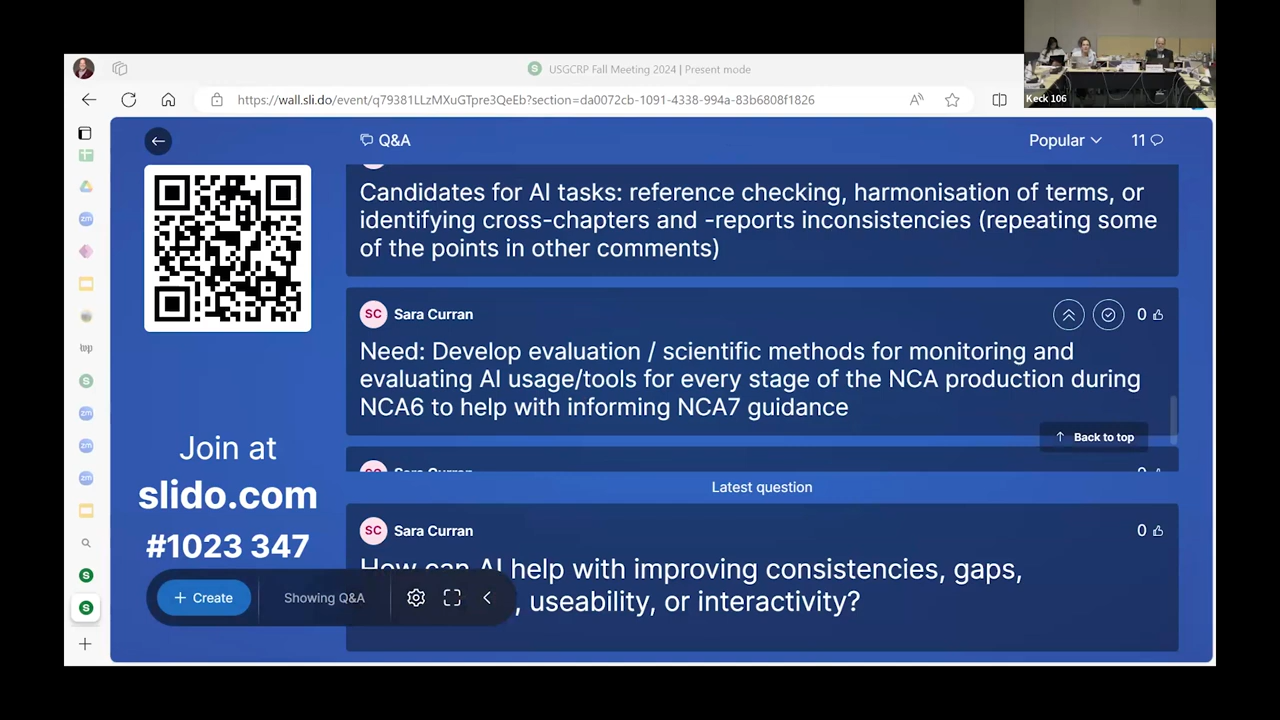 USGCRP Fall Meeting 2024 | Present mode
https://wall.sli.do/event/q79381LLzMXuGTpre3QeEb?section=da0072cb-1091-4338-994a-83b6808f1826
Keck 106
Q&A
Popular
11
Candidates for AI tasks: reference checking, harmonisation of terms, or
identifying cross-chapters and -reports inconsistencies (repeating some
of the points in other comments)
SC Sara Curran
0
Need: Develop evaluation / scientific methods for monitoring and
evaluating AI usage/tools for every stage of the NCA production during
NCA6 to help with informing NCA7 guidance
↑ Back to top
Sara Curran
Latest question
SC Sara Curran
0
How can AI help with improving consistencies, gaps,
, useability, or interactivity?
Join at
slido.com
#1023 347
+ Create
Showing Q&A